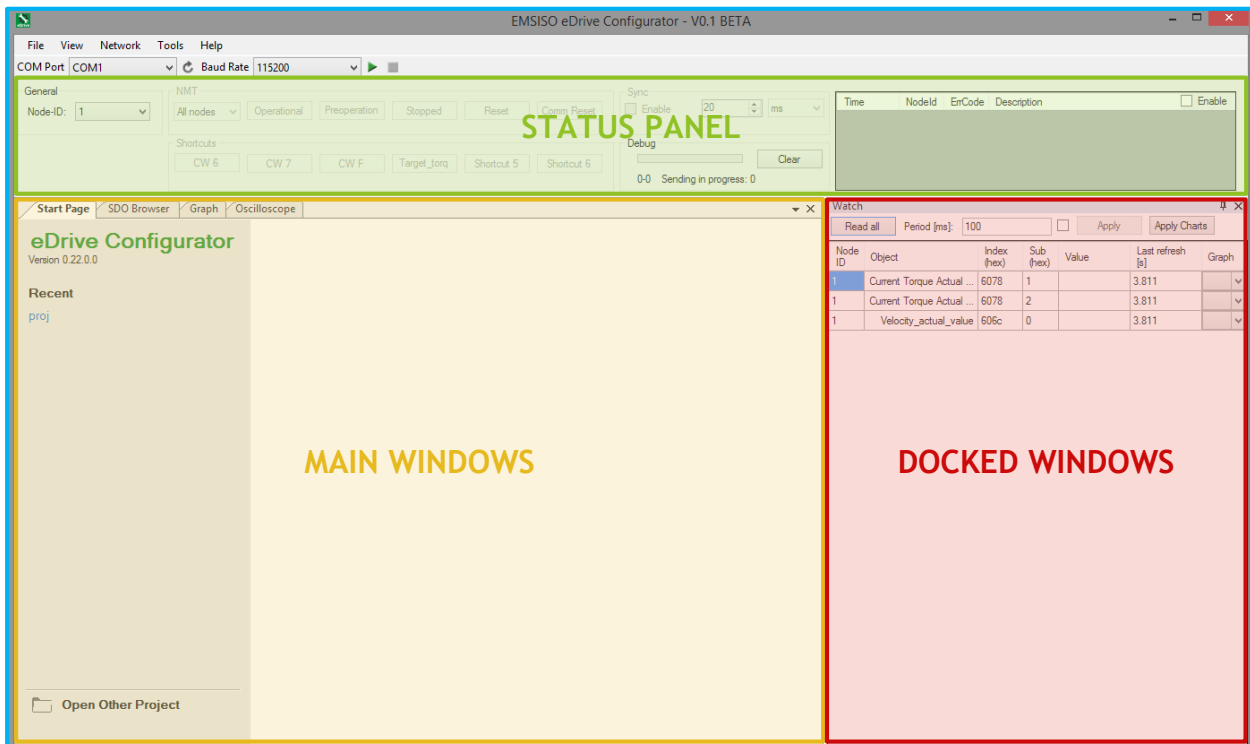 EMSISO eDrive Configurator - V0.1 BETA
File View Network Tools Help
COM Port COM1 Baud Rate 115200
General
Node-ID: 1
NMT
All nodes Operational Preoperation Stopped Reset Comm Reset
Shortcuts
CW 6 CW 7 CW F Target_torq Shortcut 5 Shortcut 6
Sync
Enable 20 ms
STATUS PANEL
Debug
Clear
0-0 Sending in progress: 0
Time NodeId ErrCode Description Enable
Start Page SDO Browser Graph Oscilloscope
eDrive Configurator
Version 0.22.0.0
Recent
proj
MAIN WINDOWS
Open Other Project
Watch
Read all Period [ms]: 100 Apply Apply Charts
Node ID Object Index (hex) Sub (hex) Value Last refresh [s] Graph
1 Current Torque Actual ... 6078 1 3.811
1 Current Torque Actual ... 6078 2 3.811
1 Velocity_actual_value 606c 0 3.811
DOCKED WINDOWS